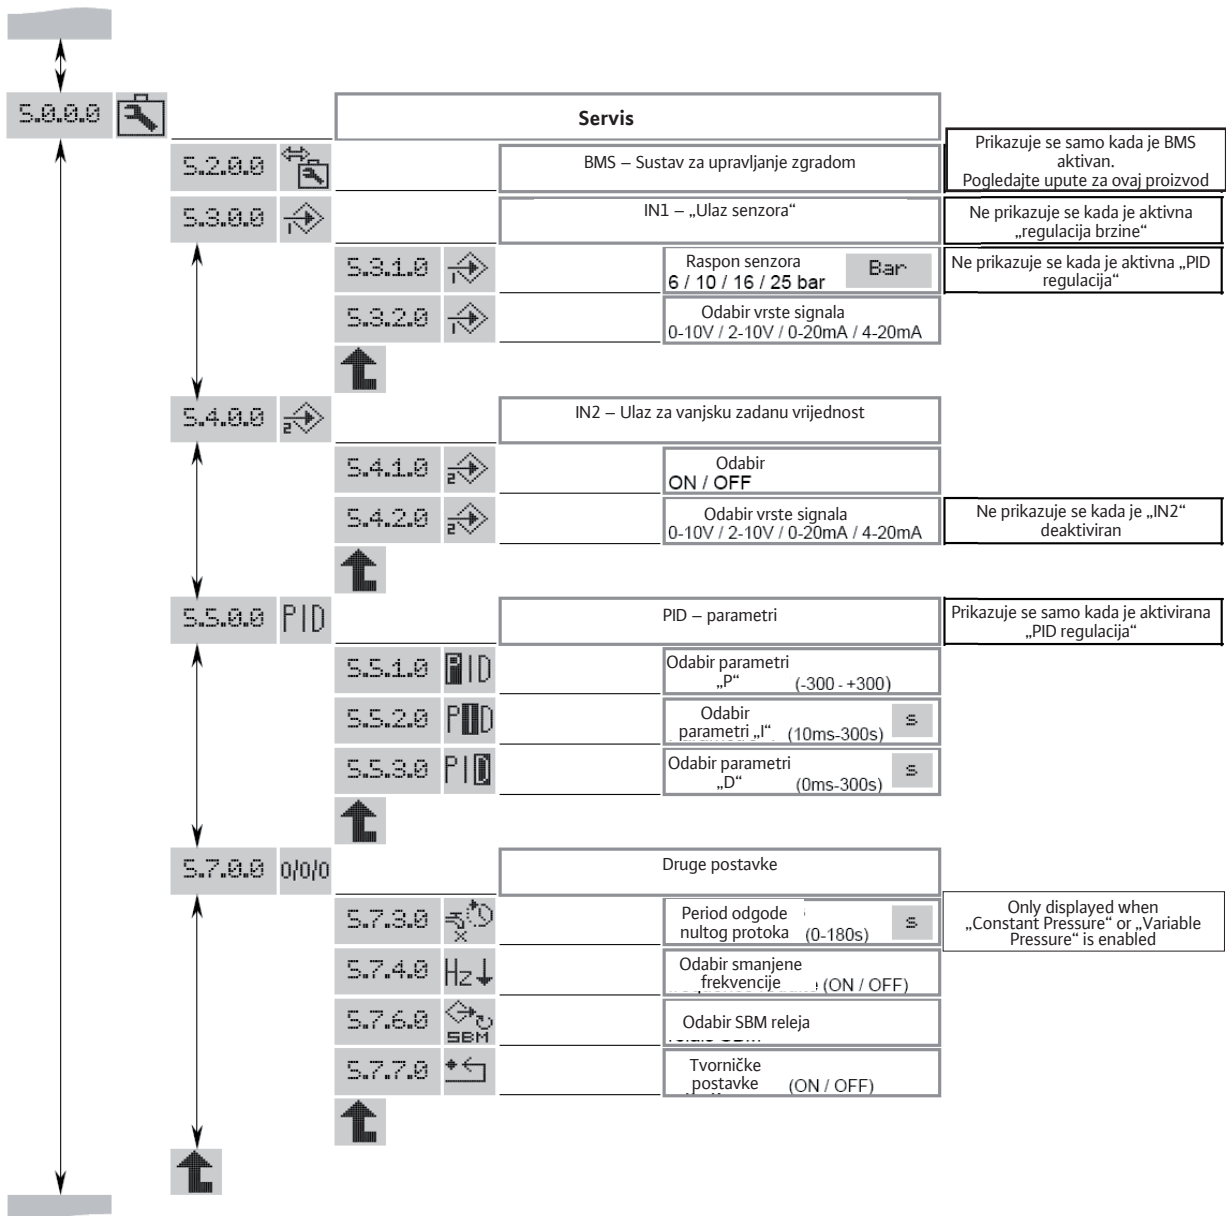 5.0.0.0
Servis
5.2.0.0
BMS – Sustav za upravljanje zgradom
Prikazuje se samo kada je BMS
aktivan.
Pogledajte upute za ovaj proizvod
5.3.0.0
1
IN1 – „Ulaz senzora“
Ne prikazuje se kada je aktivna
„regulacija brzine“
5.3.1.0
1
Raspon senzora
6 / 10 / 16 / 25 bar
Bar
Ne prikazuje se kada je aktivna „PID
regulacija“
5.3.2.0
1
Odabir vrste signala
0-10V / 2-10V / 0-20mA / 4-20mA
5.4.0.0
2
IN2 – Ulaz za vanjsku zadanu vrijednost
5.4.1.0
2
Odabir
ON / OFF
5.4.2.0
2
Odabir vrste signala
0-10V / 2-10V / 0-20mA / 4-20mA
Ne prikazuje se kada je „IN2“
deaktiviran
5.5.0.0
PID
PID – parametri
Prikazuje se samo kada je aktivirana
„PID regulacija“
5.5.1.0
PID
Odabir parametri
„P“ (-300 - +300)
5.5.2.0
PID
Odabir
parametri „I“ (10ms-300s)
s
5.5.3.0
PID
Odabir parametri
„D“ (0ms-300s)
s
5.7.0.0
0/0/0
Druge postavke
5.7.3.0
X
Period odgode
nultog protoka (0-180s)
s
Only displayed when
„Constant Pressure“ or „Variable
Pressure“ is enabled
5.7.4.0
Hz
Odabir smanjene
frekvencije (ON / OFF)
5.7.6.0
SBM
Odabir SBM releja
5.7.7.0
Tvorničke
postavke (ON / OFF)